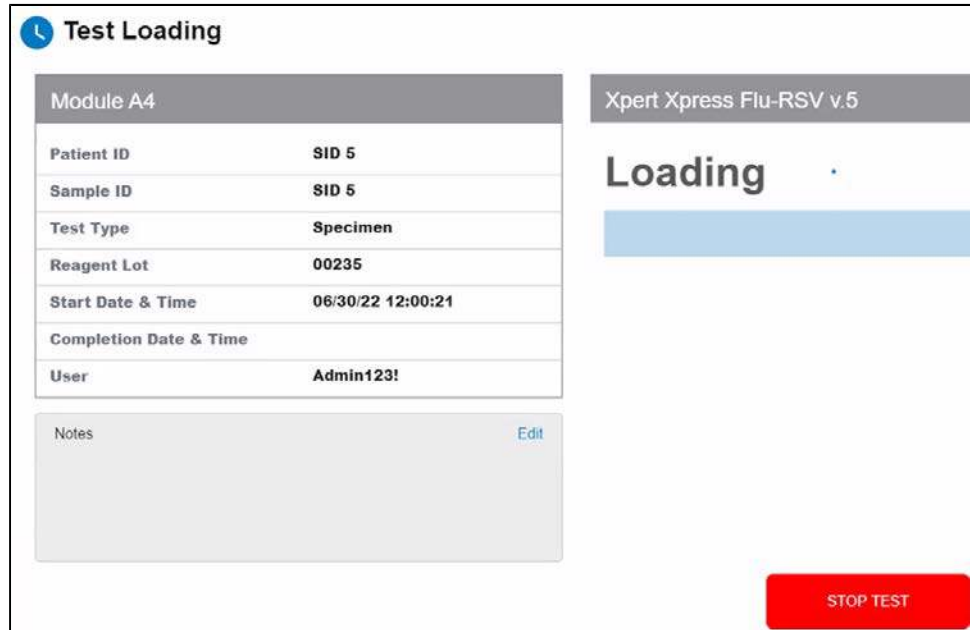 Test Loading
Module A4
Patient ID SID 5
Sample ID SID 5
Test Type Specimen
Reagent Lot 00235
Start Date & Time 06/30/22 12:00:21
Completion Date & Time
User Admin123!
Notes Edit
Xpert Xpress Flu-RSV v.5
Loading
STOP TEST